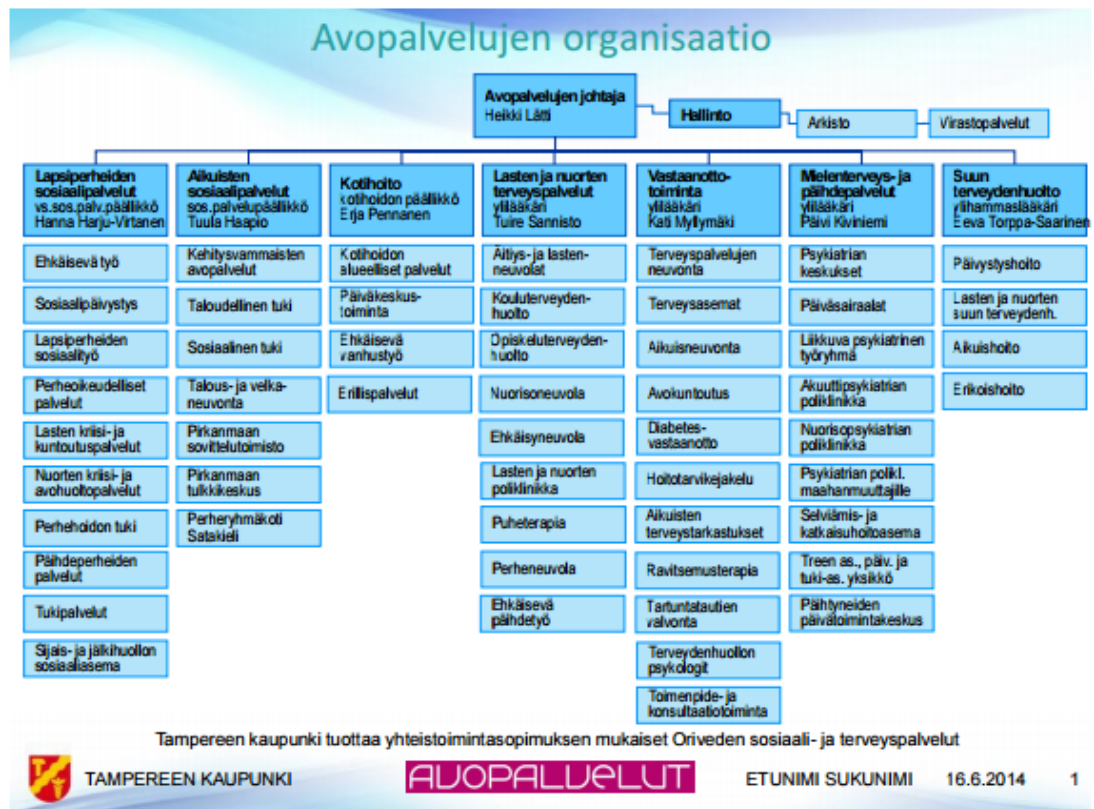 Avopalvelujen organisaatio
Avopalvelujen johtaja
Heikki Lätti
Hallinto
Arkisto
Virastopalvelut
Lapsiperheiden
sosiaalipalvelut
vs.sos.palv.päällikkö
Hanna Harju-Virtanen
Ehkäisevä työ
Sosiaalipäivystys
Lapsiperheiden
sosiaalityö
Perheoikeudelliset
palvelut
Lasten kriisi- ja
kuntoutuspalvelut
Nuorten kriisi- ja
avohuoltopalvelut
Perhehoidon tuki
Päihdeperheiden
palvelut
Tukipalvelut
Sijais- ja jälkihuollon
sosiaaliasema
Aikuisten
sosiaalipalvelut
sos.palvelupäällikkö
Tuula Haapio
Kehitysvammaisten
avopalvelut
Taloudellinen tuki
Sosiaalinen tuki
Talous- ja velka-
neuvonta
Pirkanmaan
sovittelutoimisto
Pirkanmaan
tulkkikeskus
Perheryhmäkoti
Satakieli
Kotihoito
kotihoidon päällikkö
Erja Pennanen
Kotihoidon
alueelliset palvelut
Päiväkeskus-
toiminta
Ehkäisevä
vanhustyö
Erillispalvelut
Lasten ja nuorten
terveyspalvelut
ylilääkäri
Tuire Sannisto
Äitiys- ja lasten-
neuvolat
Kouluterveyden-
huolto
Opiskeluterveyden-
huolto
Nuorisoneuvola
Ehkäisyneuvola
Lasten ja nuorten
poliklinikka
Puheterapia
Perheneuvola
Ehkäisevä
päihdetyö
Vastaanotto-
toiminta
ylilääkäri
Kati Myllymäki
Terveyspalvelujen
neuvonta
Terveysasemat
Aikuisneuvonta
Avokuntoutus
Diabetes-
vastaanotto
Hoitotarvikejakelu
Aikuisten
terveystarkastukset
Ravitsemusterapia
Tartuntatautien
valvonta
Terveydenhuollon
psykologit
Toimenpide- ja
konsultaatiotoiminta
Mielenterveys- ja
päihdepalvelut
ylilääkäri
Päivi Kiviniemi
Psykiatrian
keskukset
Päiväsairaalat
Liikkuva psykiatrinen
työryhmä
Akuuttipsykiatrian
poliklinikka
Nuorisopsykiatrian
poliklinikka
Psykiatrian polikl.
maahanmuuttajille
Selviämis- ja
katkaisuhoitoasema
Treen as., päiv. ja
tuki-as. yksikkö
Päihtyneiden
päivätoimintakeskus
Suun
terveydenhuolto
ylihammaslääkäri
Eeva Torppa-Saarinen
Päivystyshoito
Lasten ja nuorten
suun terveydenh.
Aikuishoito
Erikoishoito
Tampereen kaupunki tuottaa yhteistoimintasopimuksen mukaiset Oriveden sosiaali- ja terveyspalvelut
TAMPEREEN KAUPUNKI
AVOPALVELUT
ETUNIMI SUKUNIMI
16.6.2014
1